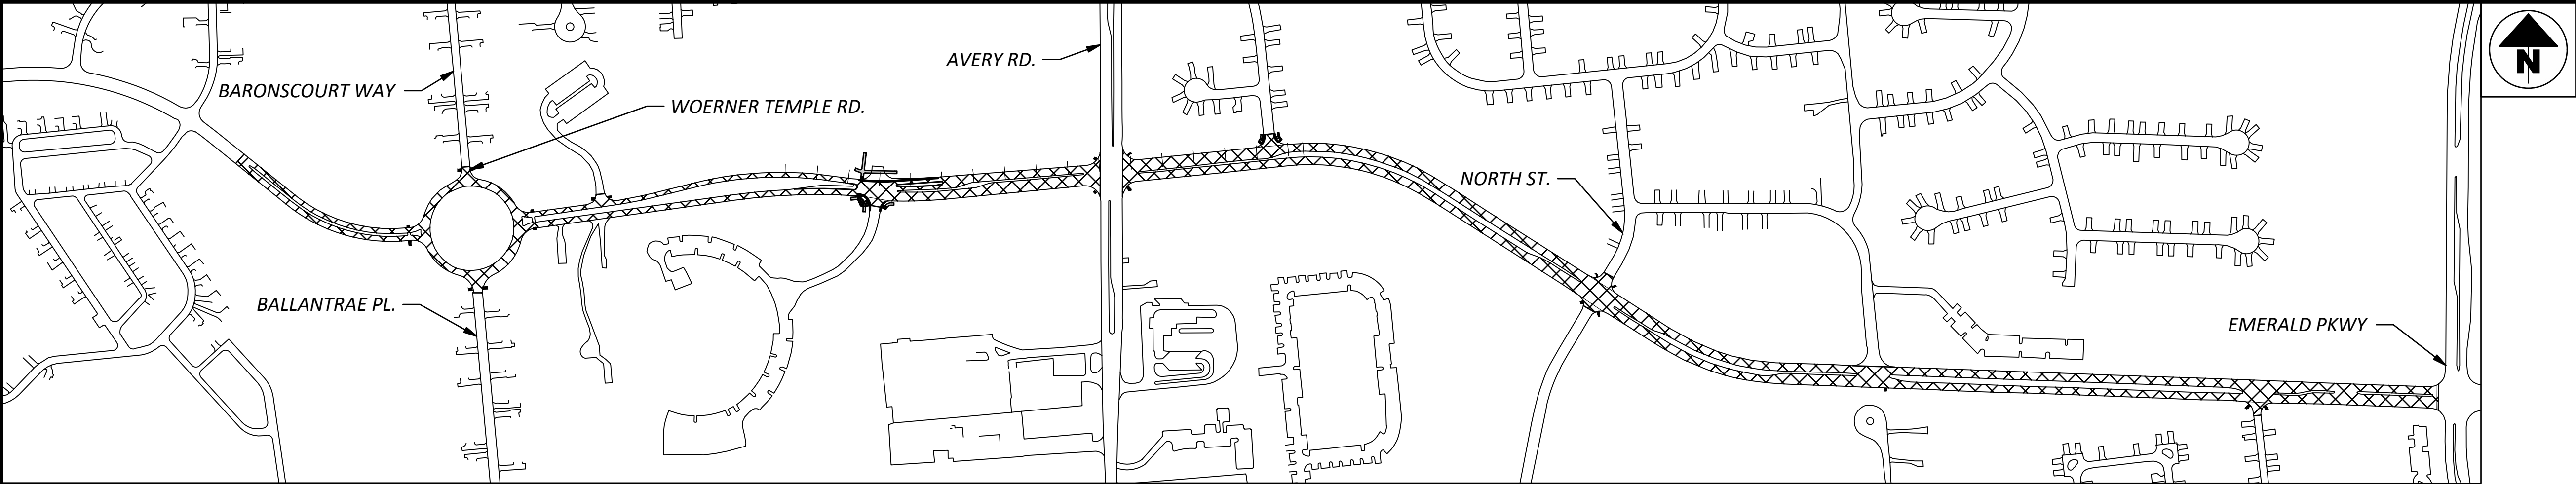 AVERY RD.
BARONSCOURT WAY
WOERNER TEMPLE RD.
NORTH ST.
BALLANTRAE PL.
EMERALD PKWY
N